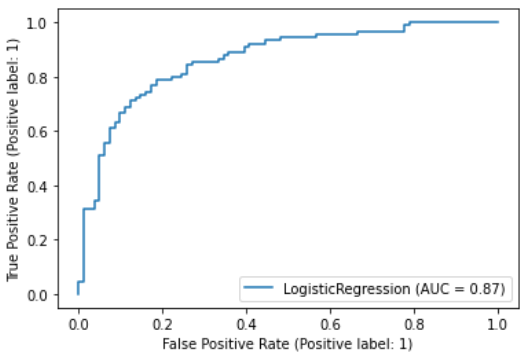 1.0
0.8
0.6
0.4
0.2
0.0
True Positive Rate (Positive label: 1)
LogisticRegression (AUC = 0.87)
0.0 0.2 0.4 0.6 0.8 1.0
False Positive Rate (Positive label: 1)